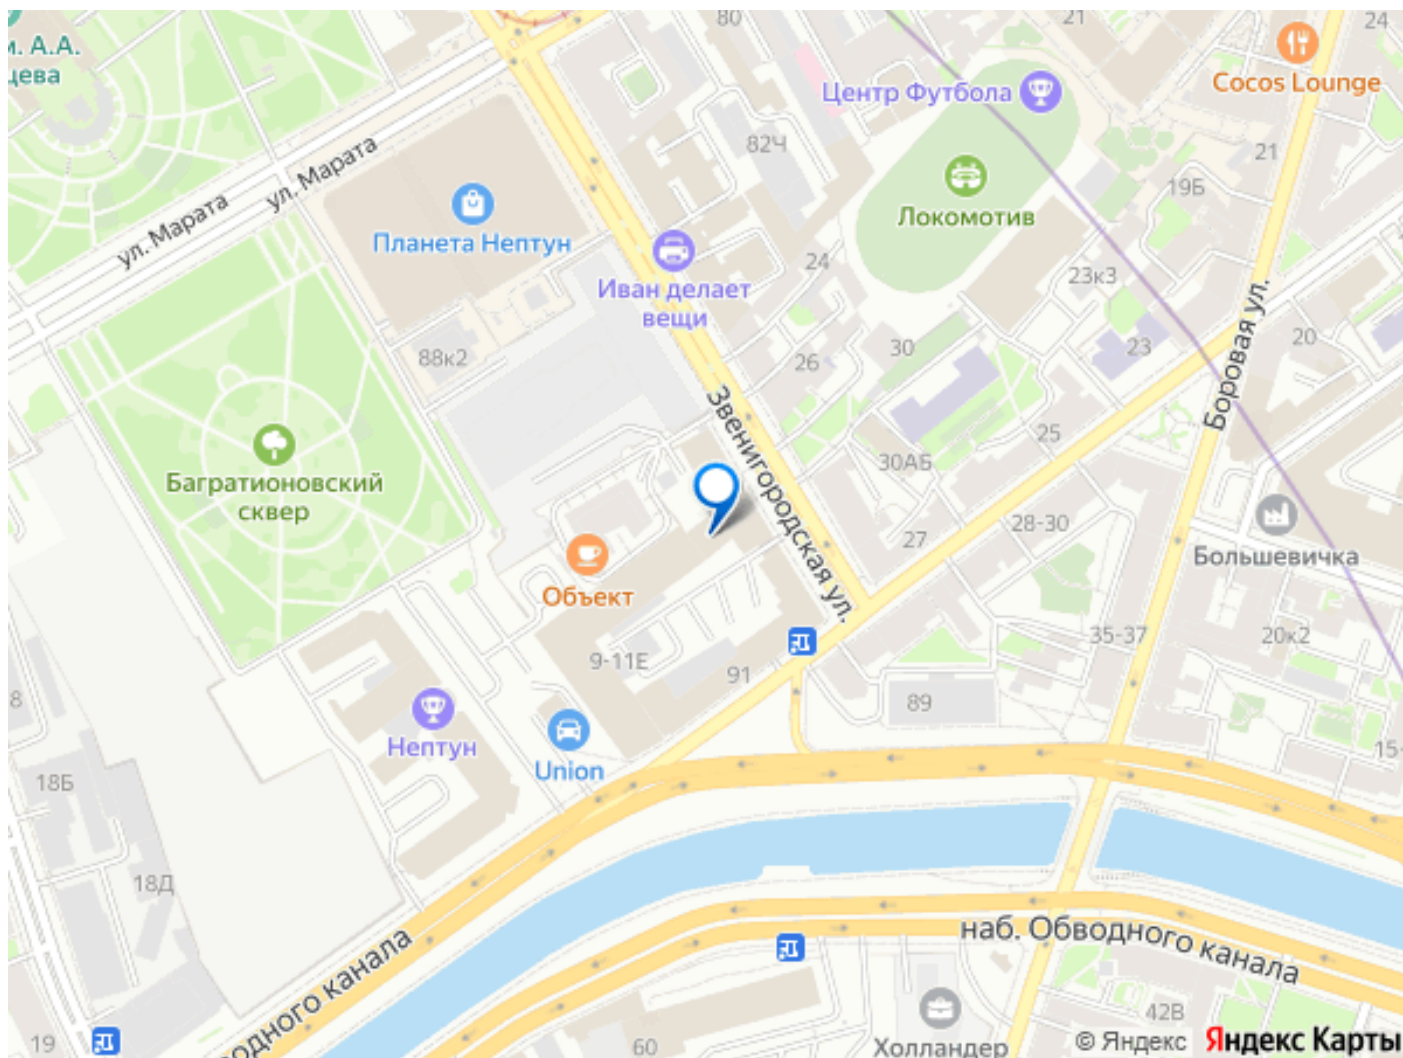 80
21
24
м. А.А.
цева
Cocos Lounge
Центр Футбола
82Ч
21
ул. Марата
ул. Марата
19Б
Локомотив
Планета Нептун
24
23к3
Иван делает
вещи
Боровая ул.
88к2
26
30
23
20
Звенигородская ул.
25
30АБ
Багратионовский
сквер
28-30
27
Большевичка
Объект
35-37
20к2
9-11Е
91
89
8
Нептун
Union
15-
18Б
18Д
наб. Обводного канала
водного канала
42В
19
60
Холландер
© Яндекс Яндекс Карты